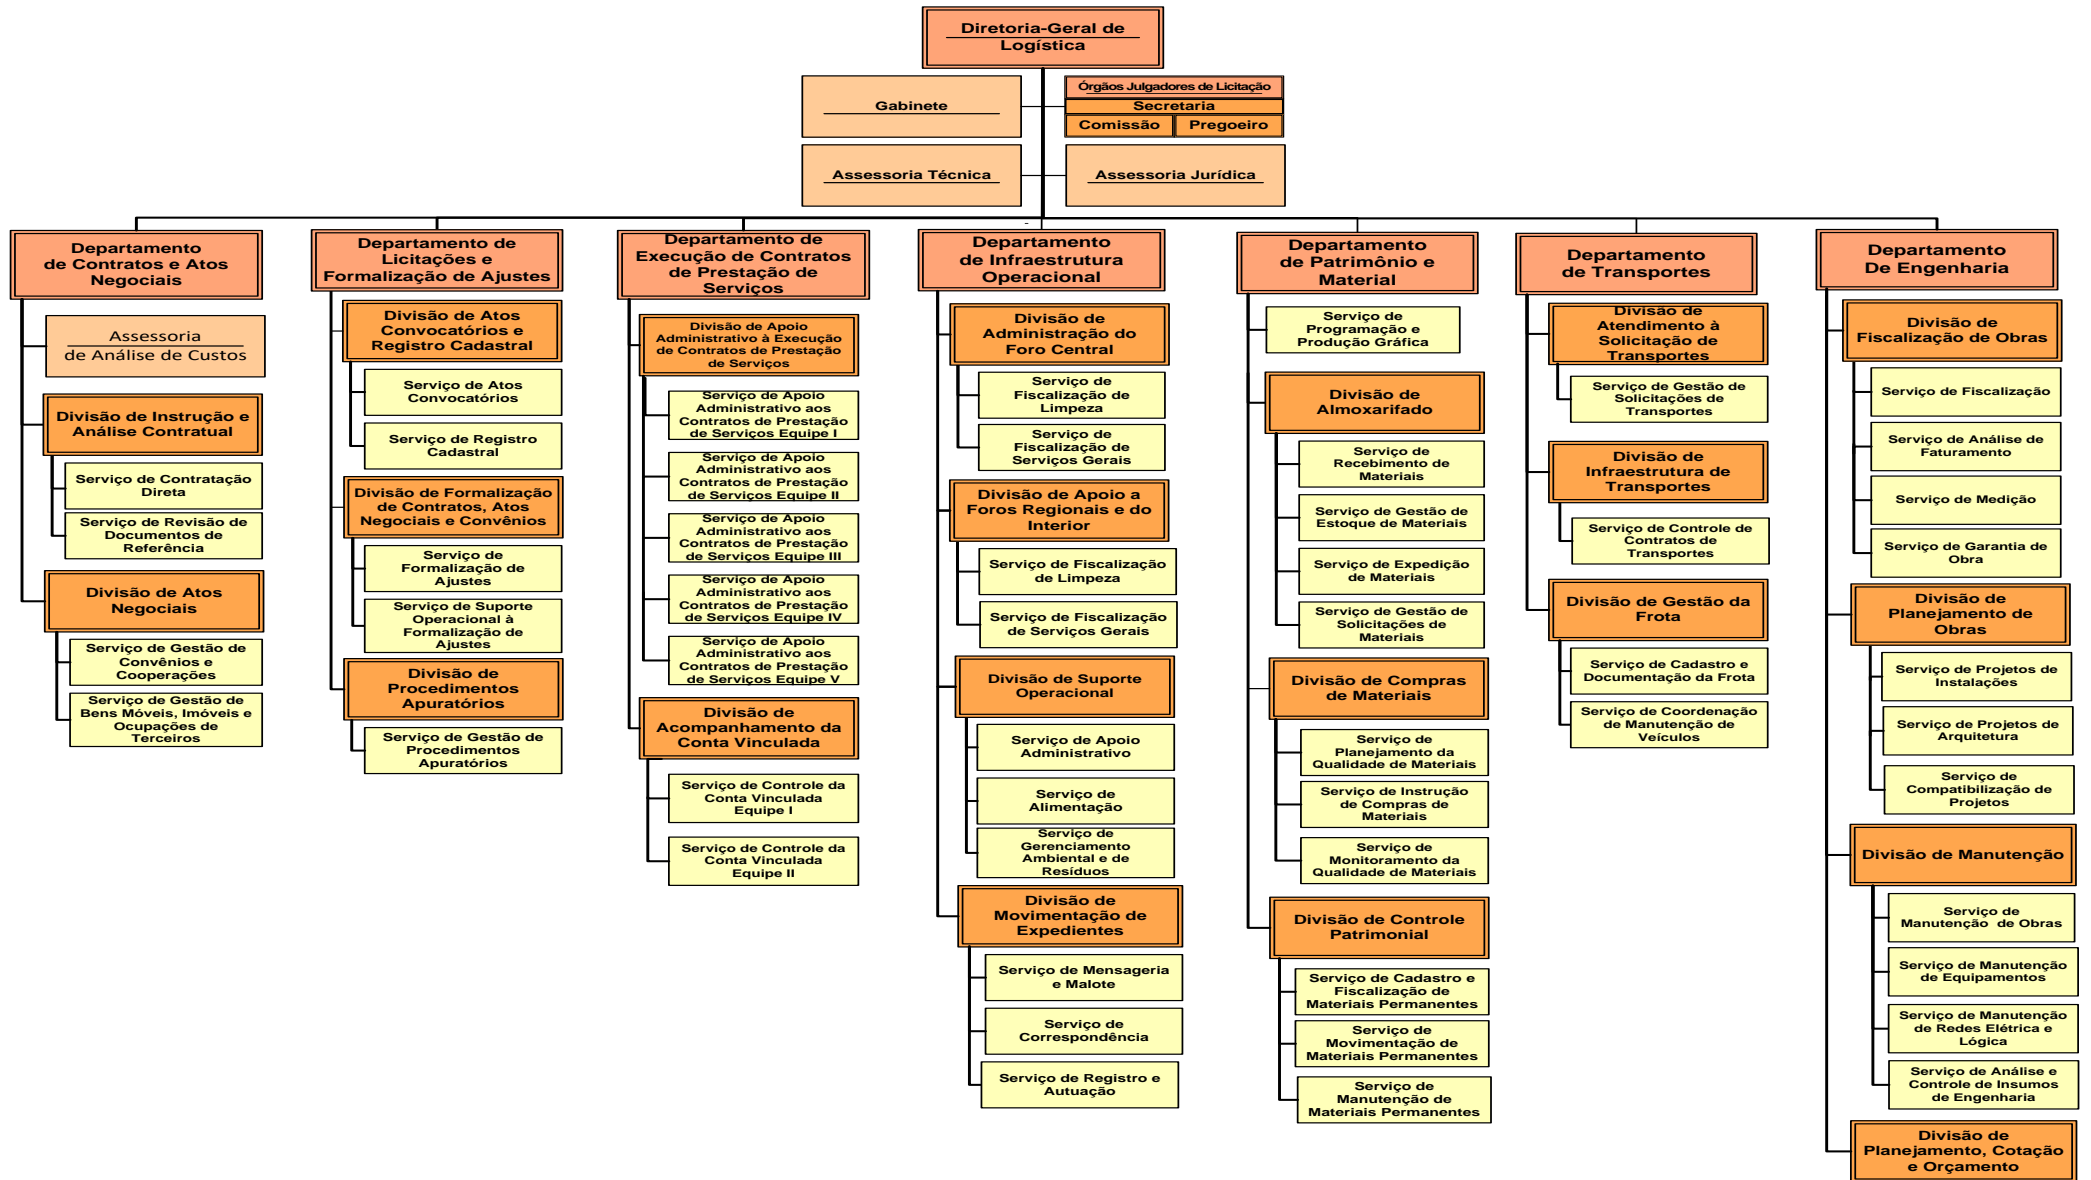 Diretoria-Geral de
Logística
Gabinete
Órgãos Julgadores de Licitação
Secretaria
Comissão
Pregoeiro
Assessoria Técnica
Assessoria Jurídica
Departamento
de Contratos e Atos
Negociais
Assessoria
de Análise de Custos
Divisão de Instrução e
Análise Contratual
Serviço de Contratação
Direta
Serviço de Revisão de
Documentos de
Referência
Divisão de Atos
Negociais
Serviço de Gestão de
Convênios e
Cooperações
Serviço de Gestão de
Bens Móveis, Imóveis e
Ocupações de
Terceiros
Departamento de
Licitações e
Formalização de Ajustes
Divisão de Atos
Convocatórios e
Registro Cadastral
Serviço de Atos
Convocatórios
Serviço de Registro
Cadastral
Divisão de Formalização
de Contratos, Atos
Negociais e Convênios
Serviço de
Formalização de
Ajustes
Serviço de Suporte
Operacional à
Formalização de
Ajustes
Divisão de
Procedimentos
Apuratórios
Serviço de Gestão de
Procedimentos
Apuratórios
Departamento de
Execução de Contratos
de Prestação de
Serviços
Divisão de Apoio
Administrativo à Execução
de Contratos de Prestação
de Serviços
Serviço de Apoio
Administrativo aos
Contratos de Prestação
de Serviços Equipe I
Serviço de Apoio
Administrativo aos
Contratos de Prestação
de Serviços Equipe II
Serviço de Apoio
Administrativo aos
Contratos de Prestação
de Serviços Equipe III
Serviço de Apoio
Administrativo aos
Contratos de Prestação
de Serviços Equipe IV
Serviço de Apoio
Administrativo aos
Contratos de Prestação
de Serviços Equipe V
Divisão de
Acompanhamento da
Conta Vinculada
Serviço de Controle da
Conta Vinculada
Equipe I
Serviço de Controle da
Conta Vinculada
Equipe II
Departamento
de Infraestrutura
Operacional
Divisão de
Administração do
Foro Central
Serviço de
Fiscalização de
Limpeza
Serviço de
Fiscalização de
Serviços Gerais
Divisão de Apoio a
Foros Regionais e do
Interior
Serviço de Fiscalização
de Limpeza
Serviço de Fiscalização
de Serviços Gerais
Divisão de Suporte
Operacional
Serviço de Apoio
Administrativo
Serviço de
Alimentação
Serviço de
Gerenciamento
Ambiental e de
Resíduos
Divisão de
Movimentação de
Expedientes
Serviço de Mensageria
e Malote
Serviço de
Correspondência
Serviço de Registro e
Autuação
Departamento
de Patrimônio e
Material
Serviço de
Programação e
Produção Gráfica
Divisão de
Almoxarifado
Serviço de
Recebimento de
Materiais
Serviço de Gestão de
Estoque de Materiais
Serviço de Expedição
de Materiais
Serviço de Gestão de
Solicitações de
Materiais
Divisão de Compras
de Materiais
Serviço de
Planejamento da
Qualidade de Materiais
Serviço de Instrução
de Compras de
Materiais
Serviço de
Monitoramento da
Qualidade de Materiais
Divisão de Controle
Patrimonial
Serviço de Cadastro e
Fiscalização de
Materiais Permanentes
Serviço de
Movimentação de
Materiais Permanentes
Serviço de
Manutenção de
Materiais Permanentes
Departamento
de Transportes
Divisão de
Atendimento à
Solicitação de
Transportes
Serviço de Gestão de
Solicitações de
Transportes
Divisão de
Infraestrutura de
Transportes
Serviço de Controle de
Contratos de
Transportes
Divisão de Gestão da
Frota
Serviço de Cadastro e
Documentação da Frota
Serviço de Coordenação
de Manutenção de
Veículos
Departamento
De Engenharia
Divisão de
Fiscalização de Obras
Serviço de Fiscalização
Serviço de Análise de
Faturamento
Serviço de Medição
Serviço de Garantia de
Obra
Divisão de
Planejamento de
Obras
Serviço de Projetos de
Instalações
Serviço de Projetos de
Arquitetura
Serviço de
Compatibilização de
Projetos
Divisão de Manutenção
Serviço de
Manutenção de Obras
Serviço de Manutenção
de Equipamentos
Serviço de Manutenção
de Redes Elétrica e
Lógica
Serviço de Análise e
Controle de Insumos
de Engenharia
Divisão de
Planejamento, Cotação
e Orçamento